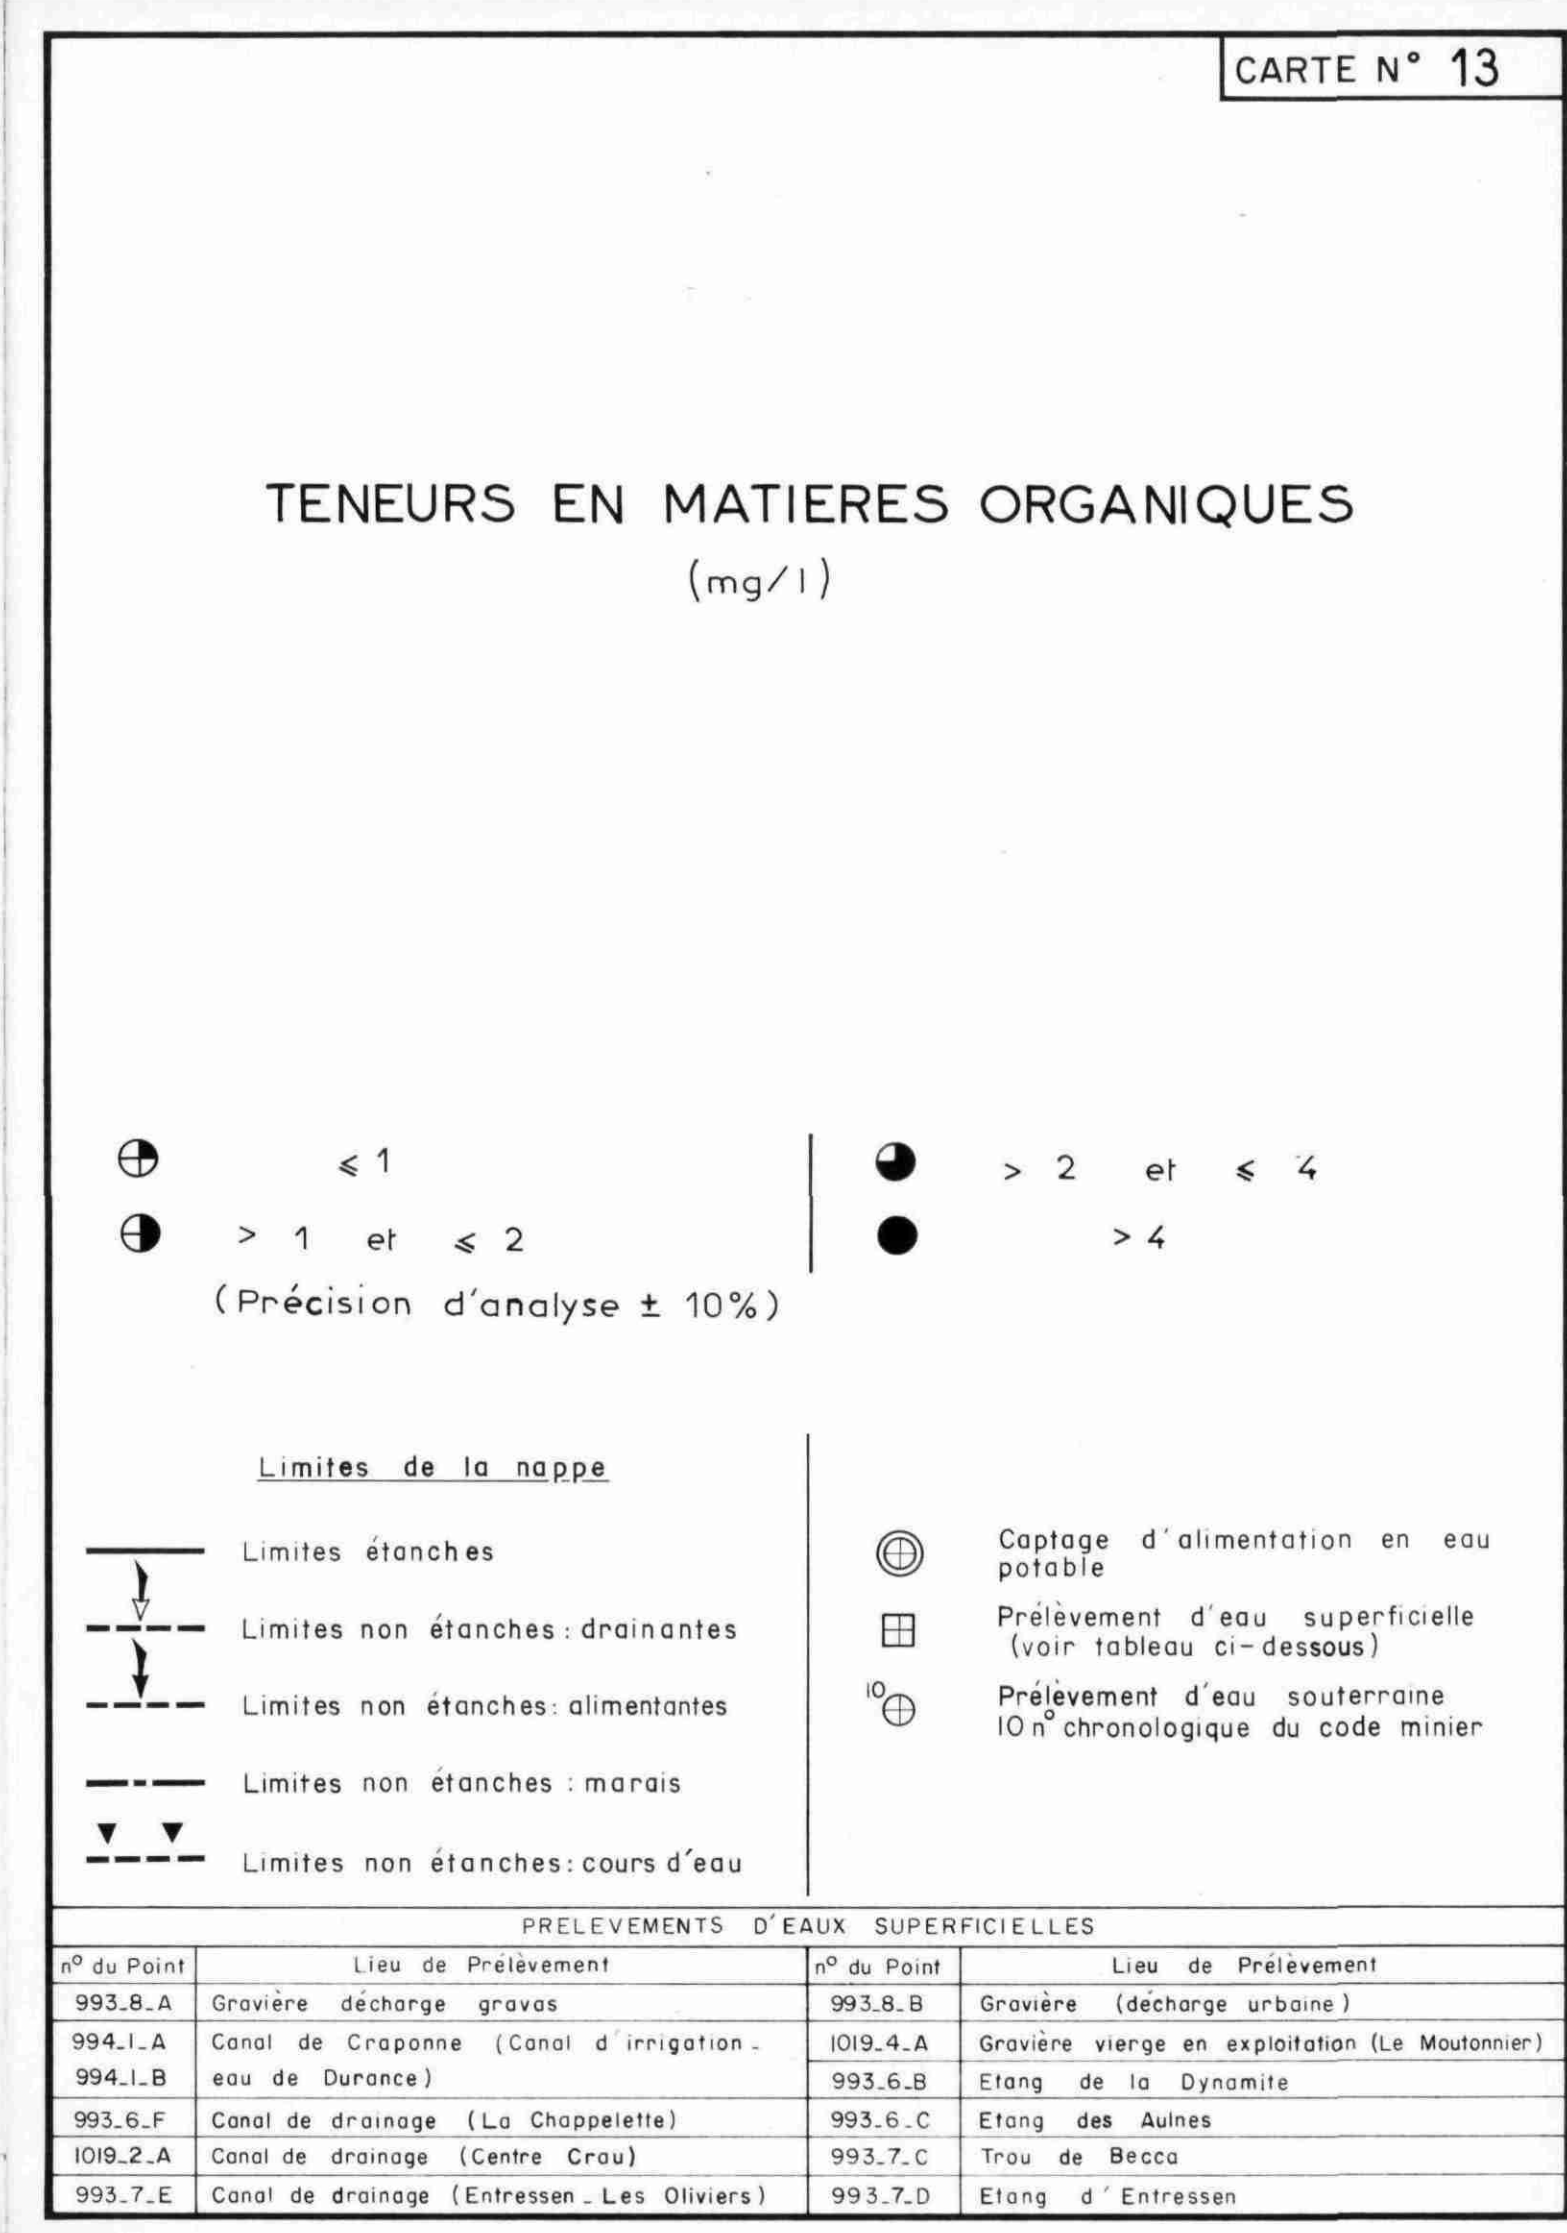 CARTE N° 13
TENEURS EN MATIERES ORGANIQUES
(mg/l)
⩽ 1
> 1 et ⩽ 2
> 2 et ⩽ 4
> 4
(Précision d'analyse ± 10%)
Limites de la nappe
Limites étanches
Limites non étanches : drainantes
Limites non étanches : alimentantes
Limites non étanches : marais
Limites non étanches : cours d'eau
Captage d'alimentation en eau
potable
Prélèvement d'eau superficielle
(voir tableau ci-dessous)
10
Prélèvement d'eau souterraine
10 n° chronologique du code minier
PRELEVEMENTS D'EAUX SUPERFICIELLES
n° du Point Lieu de Prélèvement n° du Point Lieu de Prélèvement
993_8_A Gravière décharge gravas 993_8_B Gravière (décharge urbaine)
994_1_A Canal de Craponne (Canal d'irrigation - 1019_4_A Gravière vierge en exploitation (Le Moutonnier)
994_1_B eau de Durance) 993_6_B Etang de la Dynamite
993_6_F Canal de drainage (La Chappelette) 993_6_C Etang des Aulnes
1019_2_A Canal de drainage (Centre Crau) 993_7_C Trou de Becca
993_7_E Canal de drainage (Entressen _ Les Oliviers) 993_7_D Etang d'Entressen